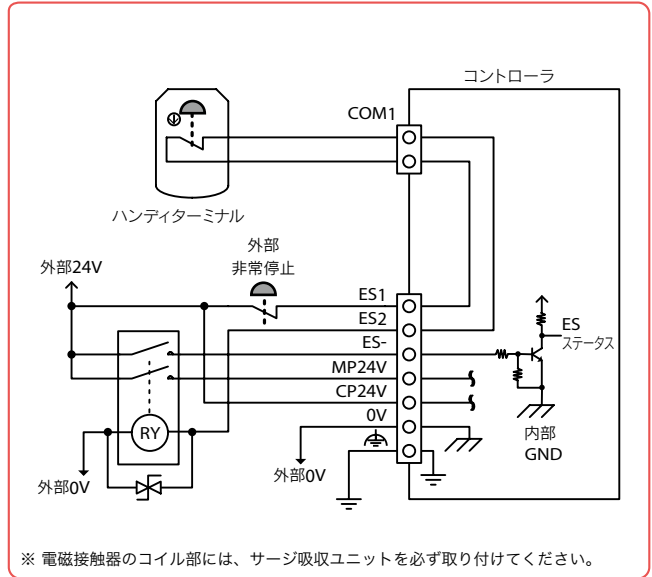 コントローラ
COM1
ハンディターミナル
外部
非常停止
外部24V
ES1
ES2
ES-
MP24V
CP24V
0V
ES
ステータス
RY
内部
GND
外部0V
外部0V
※ 電磁接触器のコイル部には、サージ吸収ユニットを必ず取り付けてください。